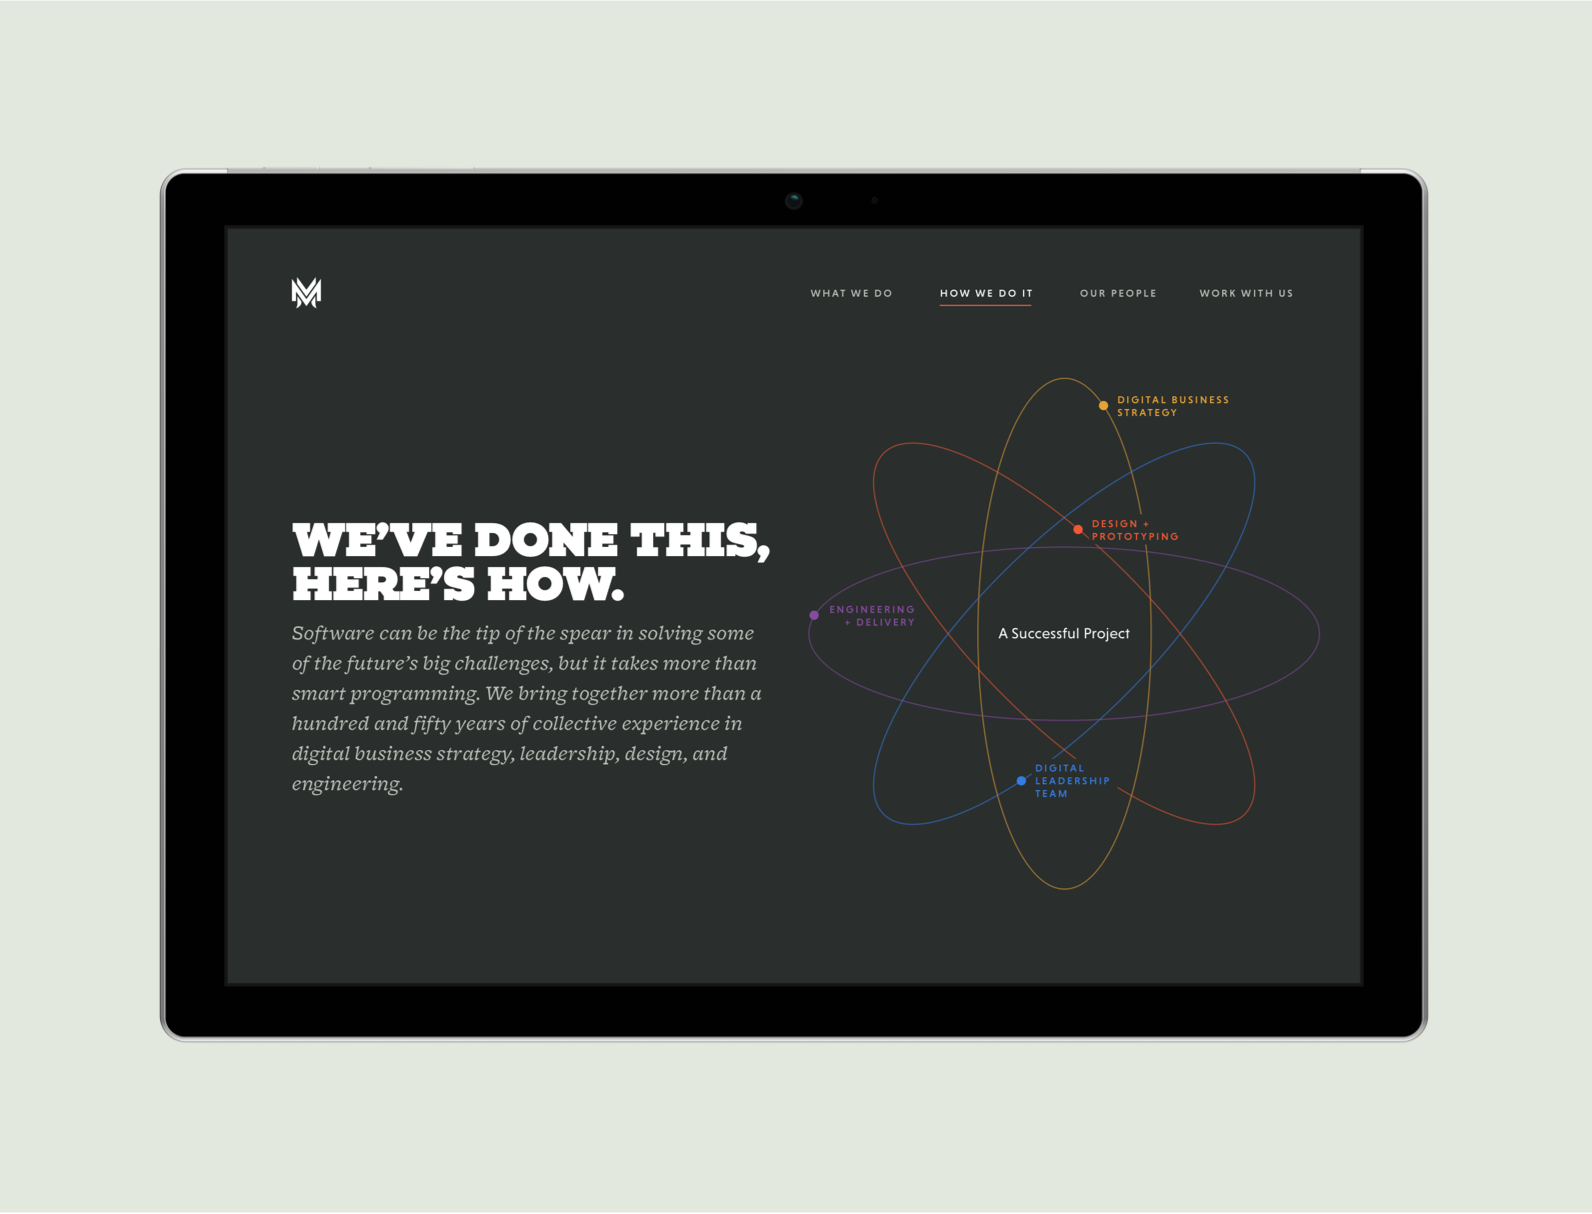 WHAT WE DO
HOW WE DO IT
OUR PEOPLE
WORK WITH US
WE’VE DONE THIS,
HERE’S HOW.
Software can be the tip of the spear in solving some
of the future’s big challenges, but it takes more than
smart programming. We bring together more than a
hundred and fifty years of collective experience in
digital business strategy, leadership, design, and
engineering.
DIGITAL BUSINESS
STRATEGY
DESIGN +
PROTOTYPING
ENGINEERING
+ DELIVERY
A Successful Project
DIGITAL
LEADERSHIP
TEAM